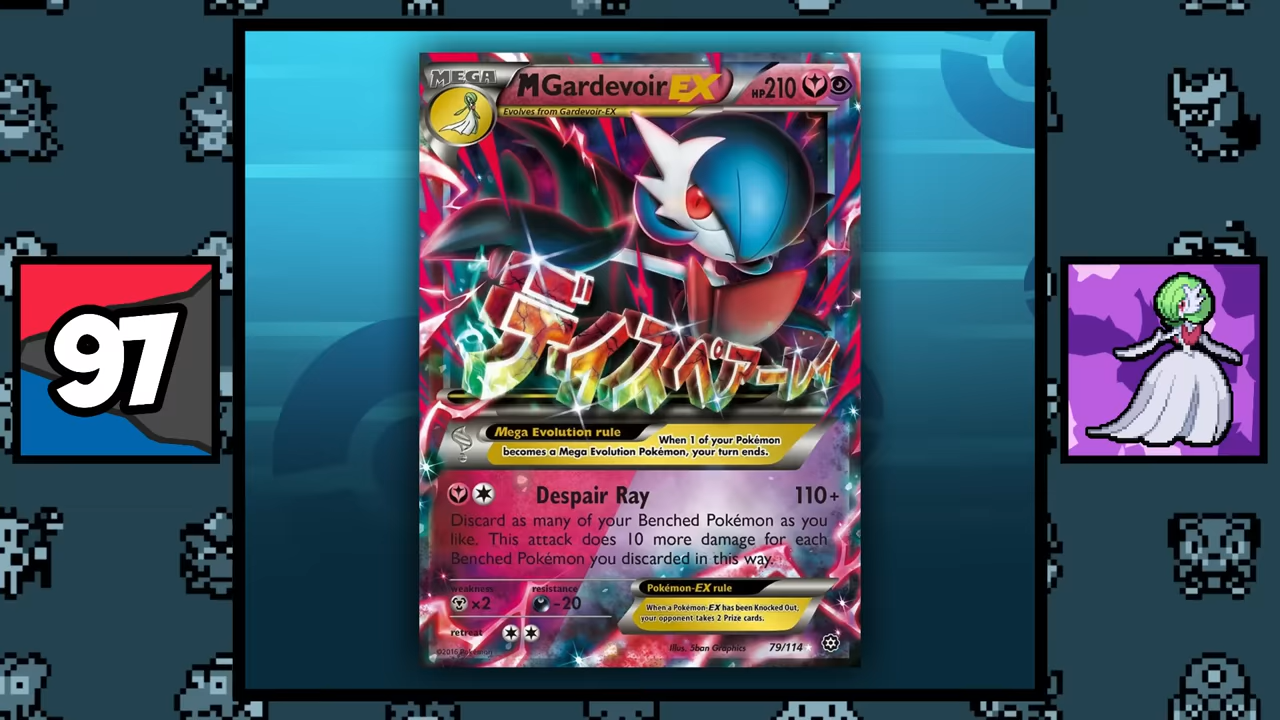 MEGA
MGardevoirEX
HP210
Evolves from Gardevoir-EX
97
ディスペアーレイ
Mega Evolution rule
When 1 of your Pokémon
becomes a Mega Evolution Pokémon, your turn ends.
Despair Ray 110+
Discard as many of your Benched Pokémon as you
like. This attack does 10 more damage for each
Benched Pokémon you discarded in this way.
weakness
×2
resistance
-20
retreat
Pokémon-EX rule
When a Pokémon-EX has been Knocked Out,
your opponent takes 2 Prize cards.
©2016 Pokémon
Illus. 5ban Graphics
79/114